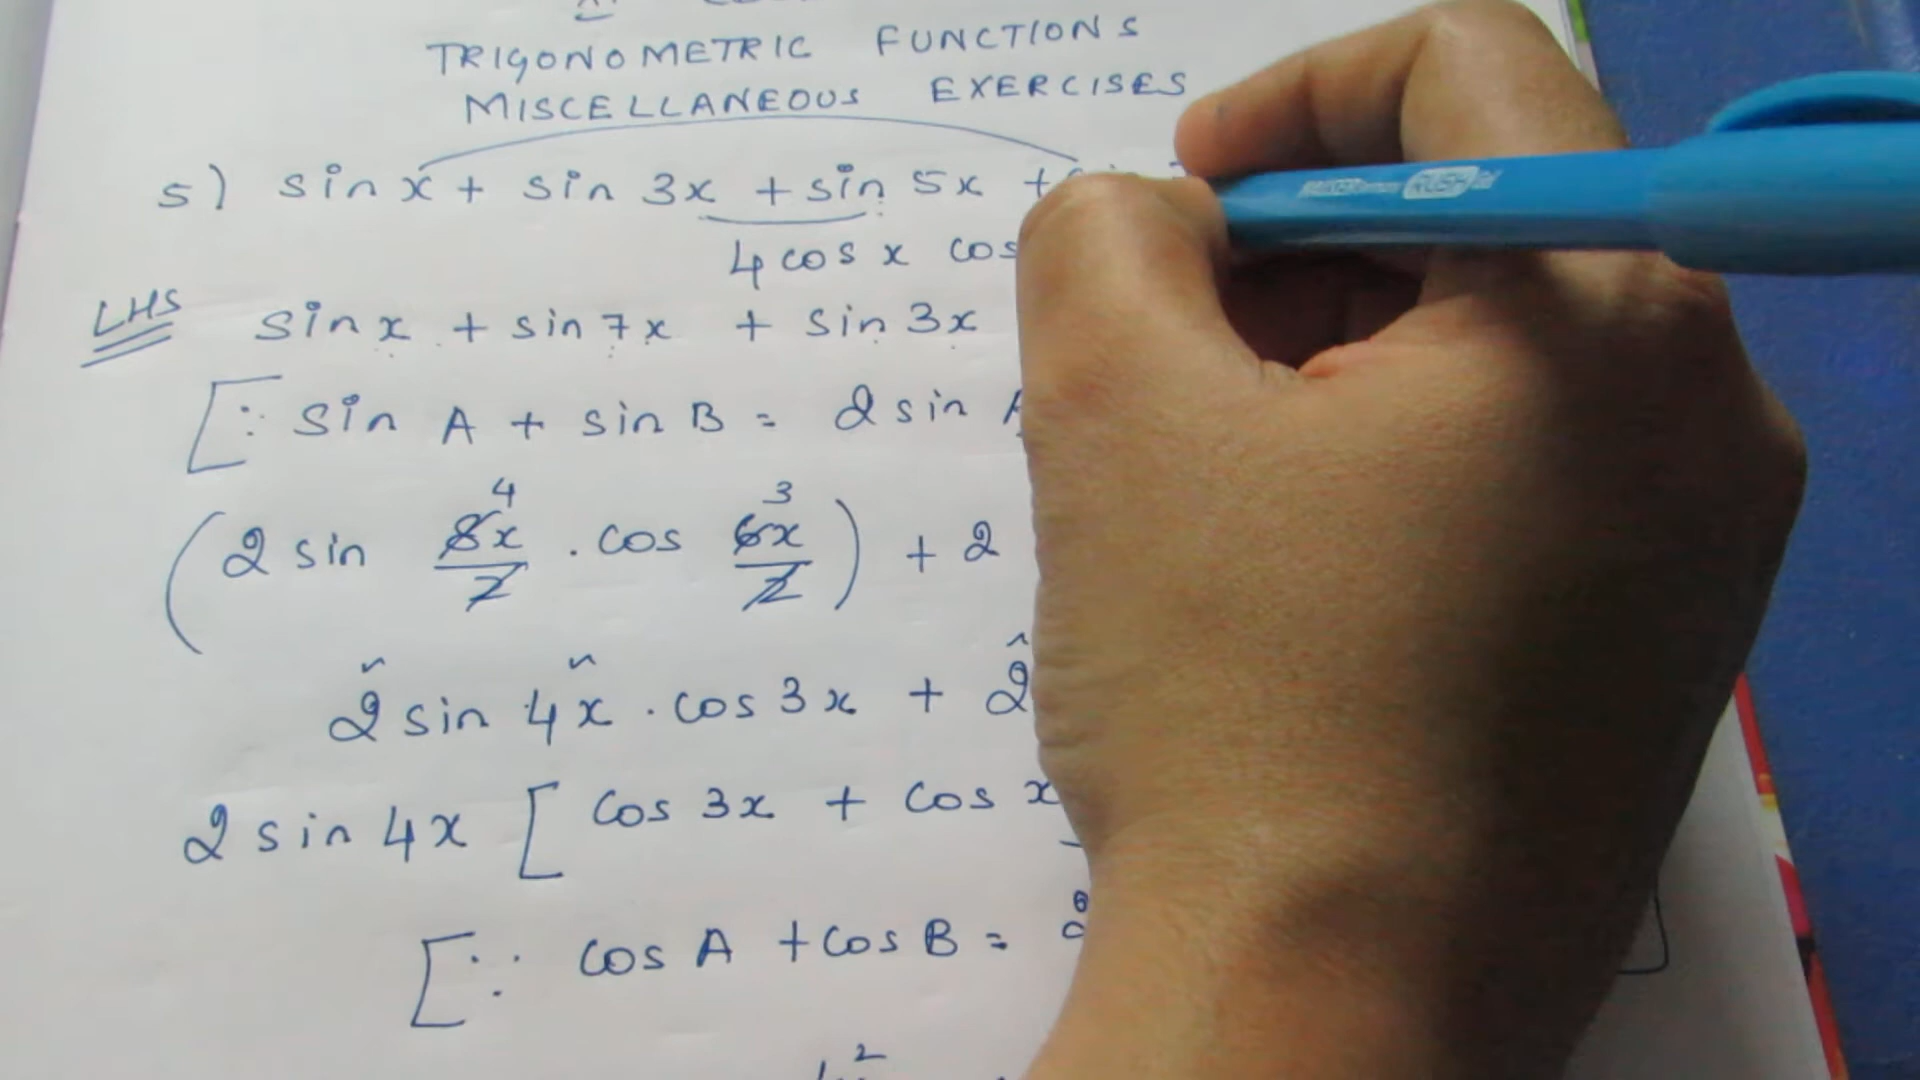 TRIGONOMETRIC FUNCTIONS
MISCELLANEOUS EXERCISES
5) sin x + sin 3x + sin 5x +
4 cos x cos
LHS sin x + sin 7x + sin 3x
[∵ sin A + sin B = 2 sin
(2 sin 8x/2 4 . cos 6x/2 3) + 2
2 sin 4x . cos 3x + 2
2 sin 4x [cos 3x + cos x
[∵ cos A + cos B = 2
RUSH